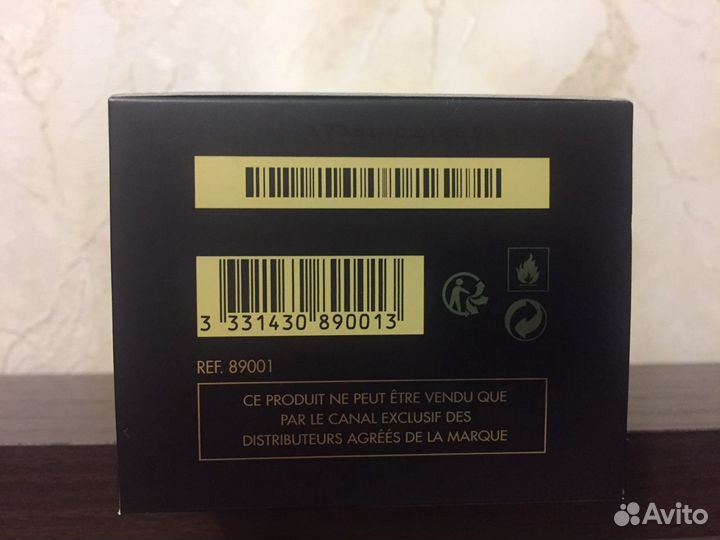 3 331430 890013
REF. 89001
CE PRODUIT NE PEUT ÊTRE VENDU QUE
PAR LE CANAL EXCLUSIF DES
DISTRIBUTEURS AGRÉÉS DE LA MARQUE
Avito